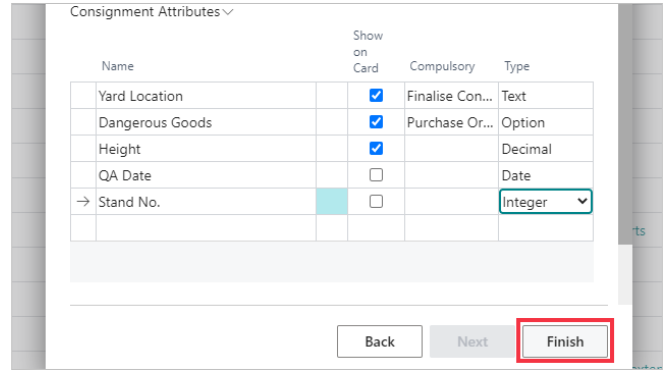 Consignment Attributes
Show
on
Card
Name Compulsory Type
Yard Location Finalise Con... Text
Dangerous Goods Purchase Or... Option
Height Decimal
QA Date Date
→ Stand No. Integer
rts
Back Next Finish